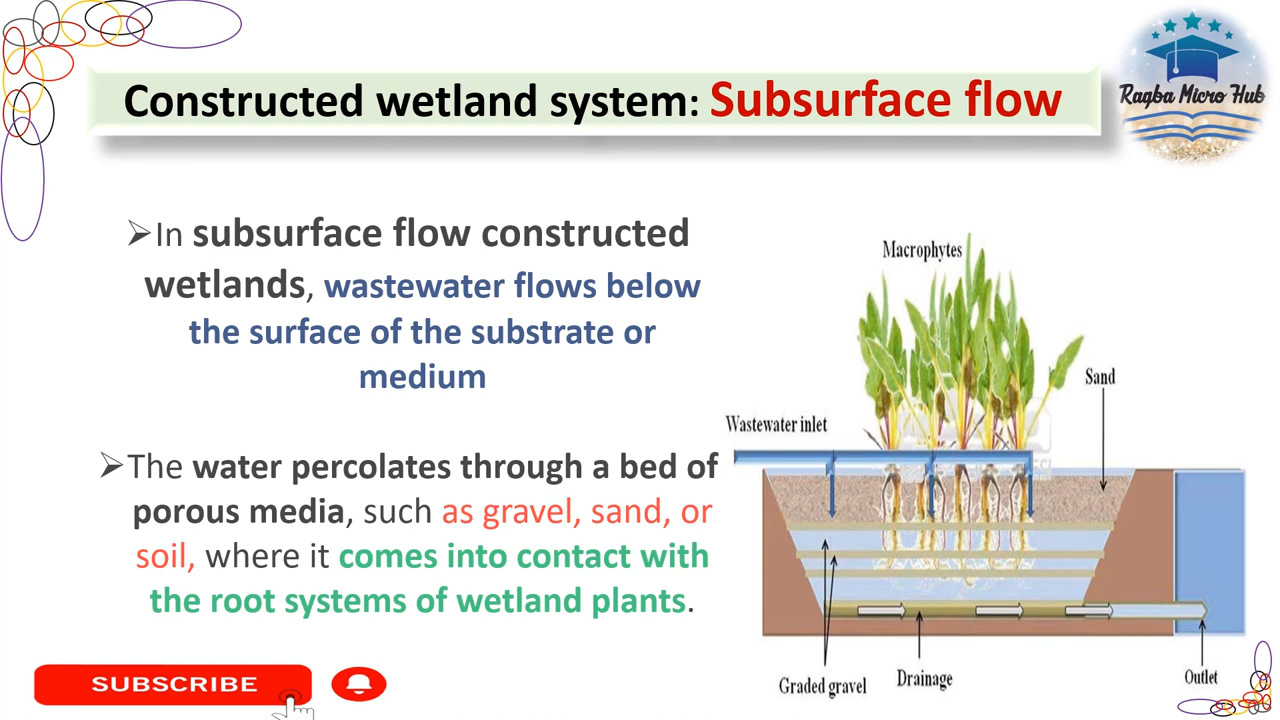 Constructed wetland system: Subsurface flow
Ragba Micro Hub
➢In subsurface flow constructed
wetlands, wastewater flows below
the surface of the substrate or
medium
➢The water percolates through a bed of
porous media, such as gravel, sand, or
soil, where it comes into contact with
the root systems of wetland plants.
Macrophytes
Sand
Wastewater inlet
Graded gravel
Drainage
Outlet
SUBSCRIBE